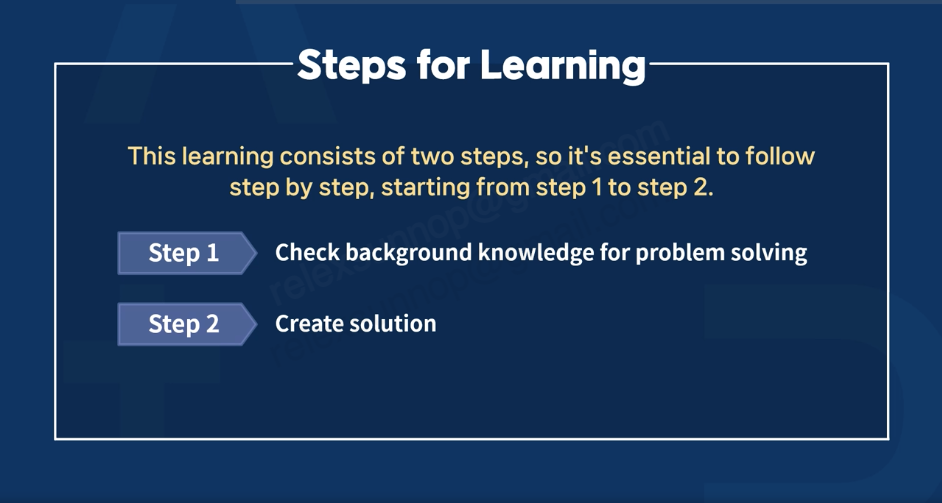 Steps for Learning
This learning consists of two steps, so it's essential to follow
step by step, starting from step 1 to step 2.
Step 1 Check background knowledge for problem solving
Step 2 Create solution